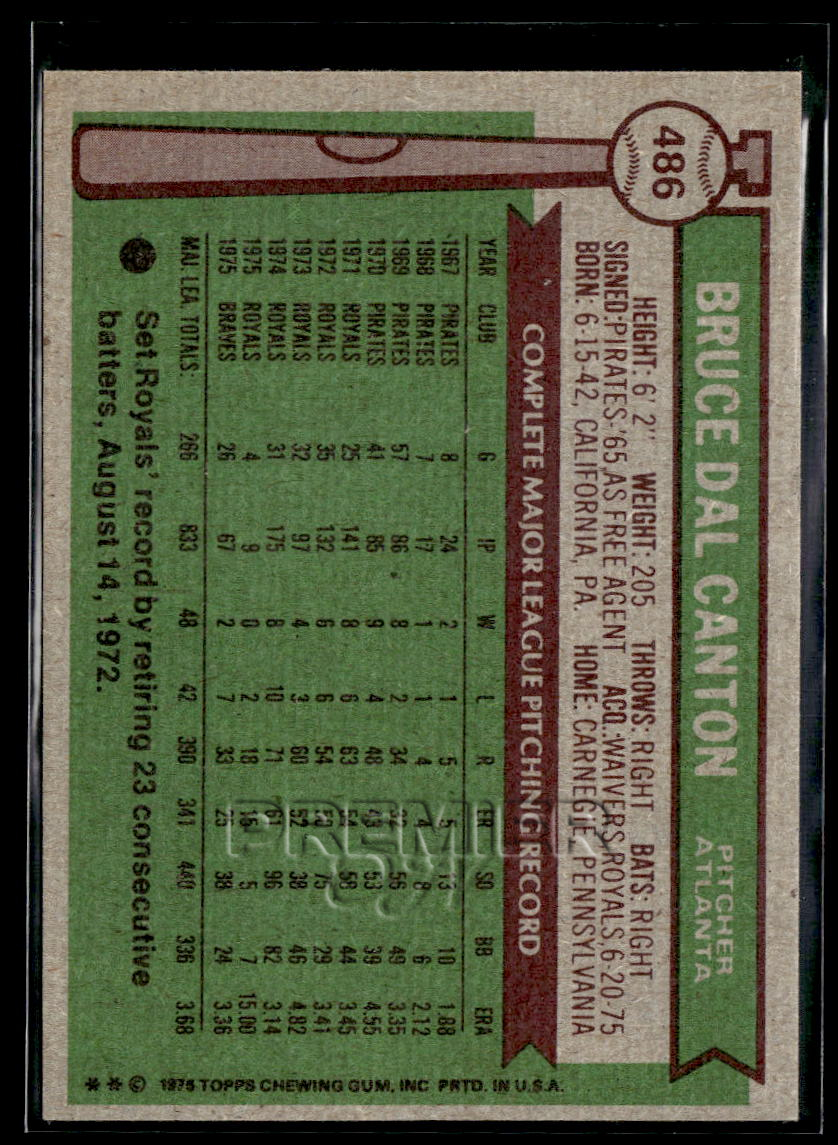 486
BRUCE DAL CANTON
PITCHER
ATLANTA
HEIGHT: 6' 2" WEIGHT: 205 THROWS: RIGHT BATS: RIGHT
SIGNED: PIRATES-'65, AS FREE AGENT ACQ.: WAIVERS, ROYALS, 6-20-75
BORN: 6-15-42, CALIFORNIA, PA. HOME: CARNEGIE, PENNSYLVANIA
COMPLETE MAJOR LEAGUE PITCHING RECORD
YEAR CLUB G IP W L R ER SO BB ERA
1967 PIRATES 8 24 2 1 5 5 13 10 1.88
1968 PIRATES 7 17 1 1 4 4 8 6 2.12
1969 PIRATES 57 86 8 2 34 32 56 49 3.35
1970 PIRATES 41 85 9 4 48 43 53 39 4.55
1971 ROYALS 25 141 8 6 63 54 58 44 3.45
1972 ROYALS 35 132 6 6 54 50 75 29 3.41
1973 ROYALS 32 97 4 3 60 52 38 46 4.82
1974 ROYALS 31 175 8 10 71 61 96 82 3.14
1975 ROYALS 4 9 0 2 18 15 5 7 15.00
1975 BRAVES 26 67 2 7 33 25 38 24 3.36
MAJ. LEA. TOTALS: 266 833 48 42 390 341 440 336 3.68
Set Royals' record by retiring 23 consecutive
batters, August 14, 1972.
** © 1976 TOPPS CHEWING GUM, INC PRTD. IN U.S.A.
PREMIER